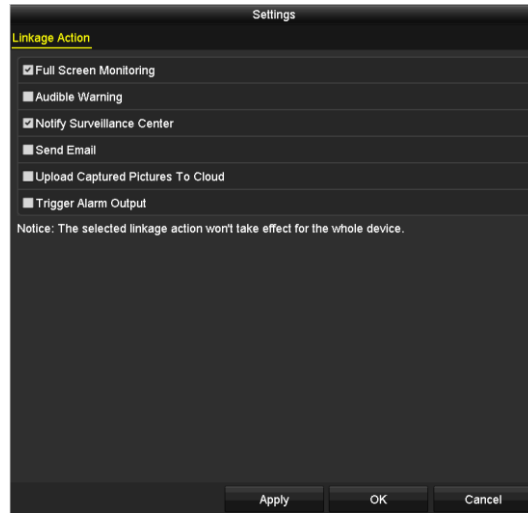 Settings
Linkage Action
Full Screen Monitoring
Audible Warning
Notify Surveillance Center
Send Email
Upload Captured Pictures To Cloud
Trigger Alarm Output
Notice: The selected linkage action won't take effect for the whole device.
Apply OK Cancel